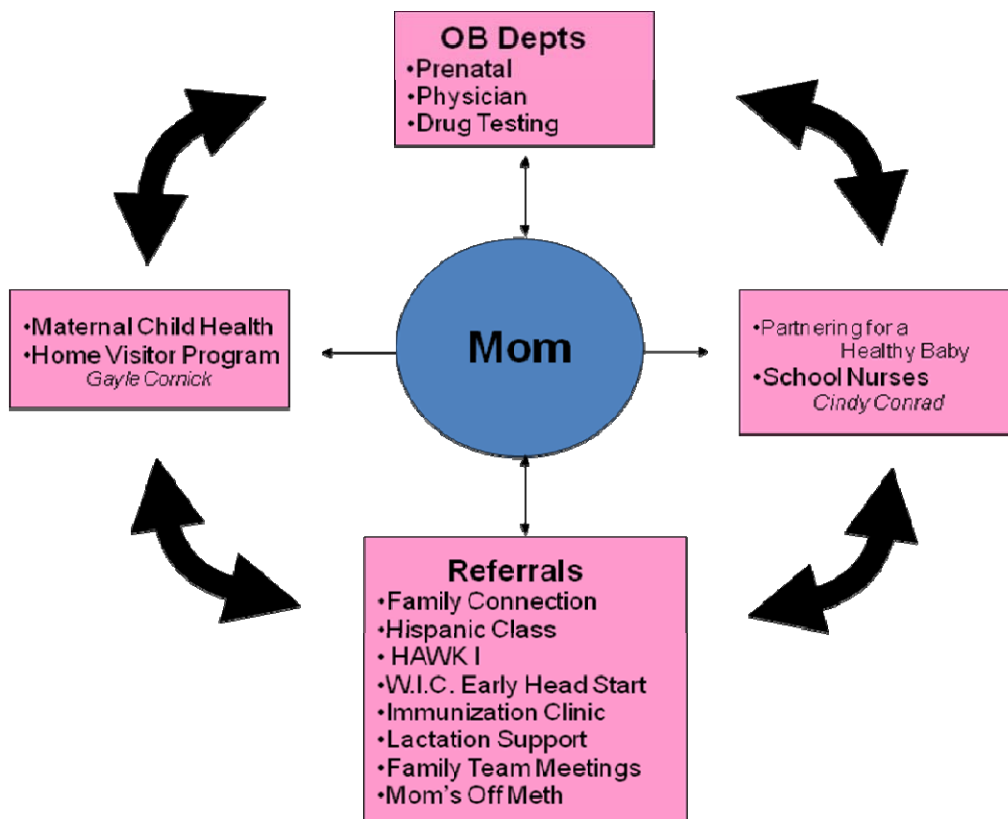 OB Depts
•Prenatal
•Physician
•Drug Testing
•Maternal Child Health
•Home Visitor Program
Gayle Cornick
Mom
•Partnering for a
Healthy Baby
•School Nurses
Cindy Conrad
Referrals
•Family Connection
•Hispanic Class
• HAWK I
•W.I.C. Early Head Start
•Immunization Clinic
•Lactation Support
•Family Team Meetings
•Mom's Off Meth